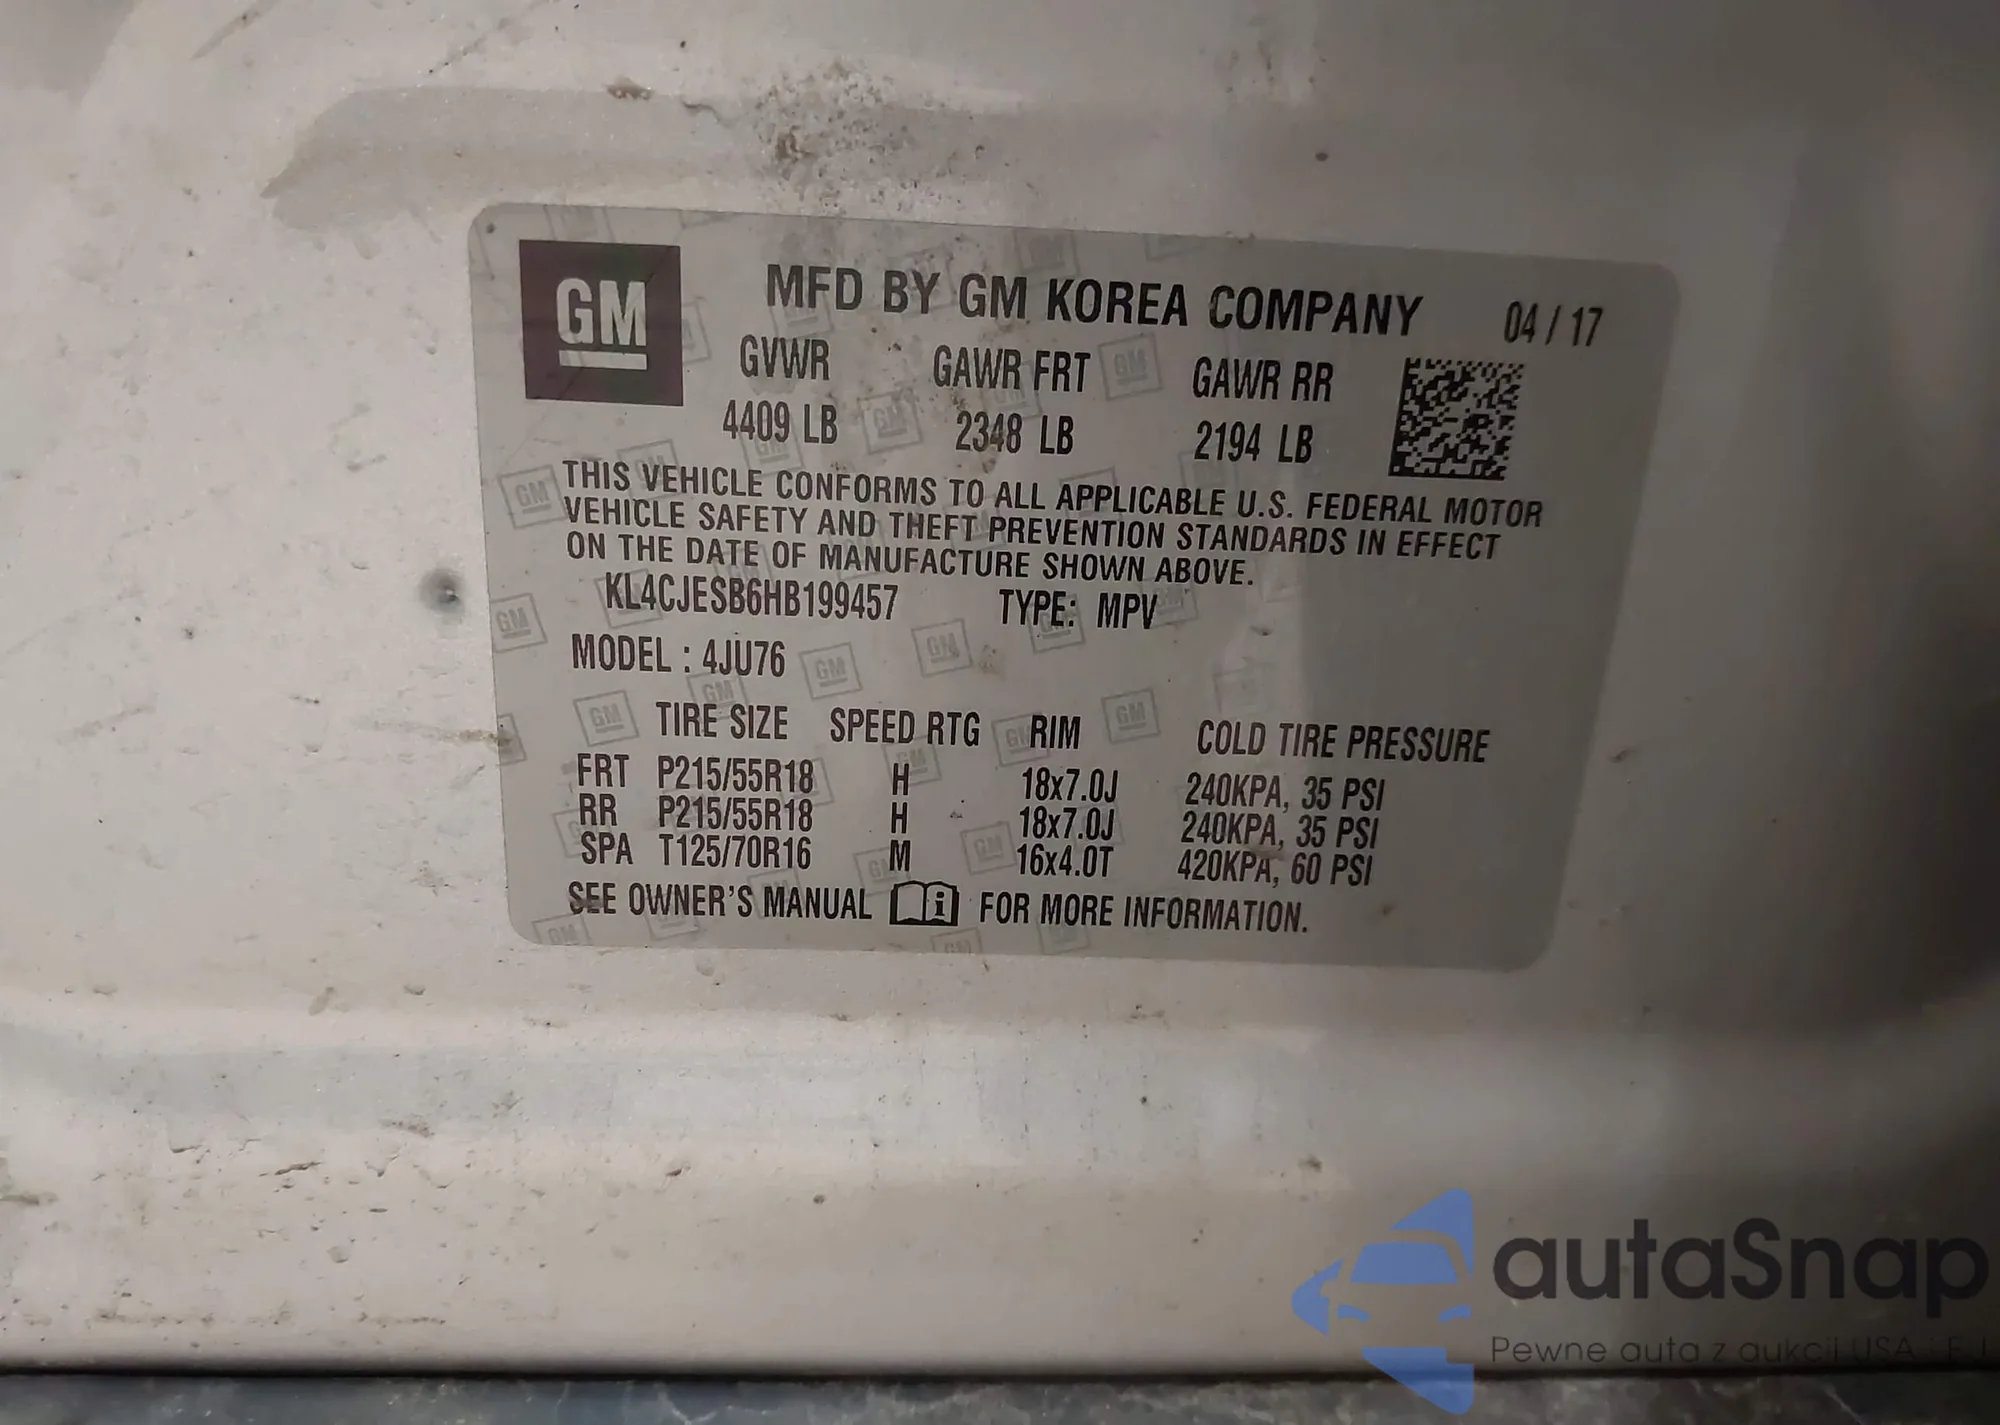 GM
MFD BY GM KOREA COMPANY 04 / 17
GVWR GAWR FRT GAWR RR
4409 LB 2348 LB 2194 LB
THIS VEHICLE CONFORMS TO ALL APPLICABLE U.S. FEDERAL MOTOR
VEHICLE SAFETY AND THEFT PREVENTION STANDARDS IN EFFECT
ON THE DATE OF MANUFACTURE SHOWN ABOVE.
KL4CJESB6HB199457 TYPE: MPV
MODEL : 4JU76
TIRE SIZE SPEED RTG RIM COLD TIRE PRESSURE
FRT P215/55R18 H 18x7.0J 240KPA, 35 PSI
RR P215/55R18 H 18x7.0J 240KPA, 35 PSI
SPA T125/70R16 M 16x4.0T 420KPA, 60 PSI
SEE OWNER'S MANUAL i FOR MORE INFORMATION.
autaSnap
Pewne auta z aukcji USA i